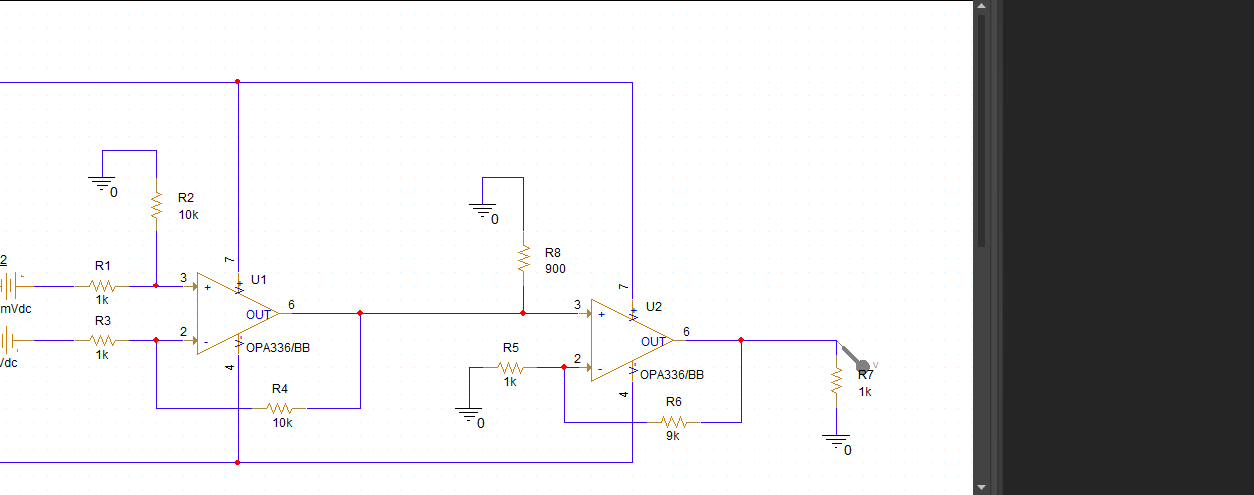 0
R2
10k
0
R8
900
2
mVdc
R1
1k
3
+
7
V+
U1
OUT
6
R3
1k
2
-
V-
4
OPA336/BB
/dc
R4
10k
3
+
7
V+
U2
OUT
6
R5
1k
2
-
V-
4
OPA336/BB
0
R6
9k
V
R7
1k
0